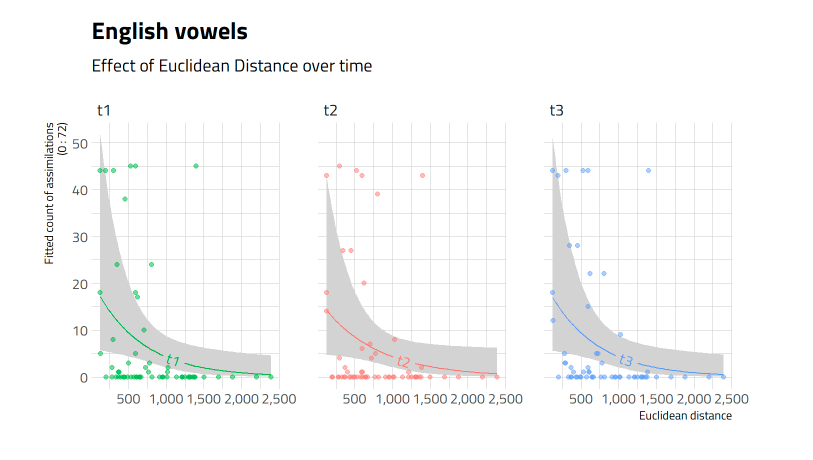 English vowels
Effect of Euclidean Distance over time
t1
t2
t3
Fitted count of assimilations
(0 : 72)
50
40
30
20
10
0
t1
t2
t3
500 1,000 1,500 2,000 2,500
500 1,000 1,500 2,000 2,500
500 1,000 1,500 2,000 2,500
Euclidean distance